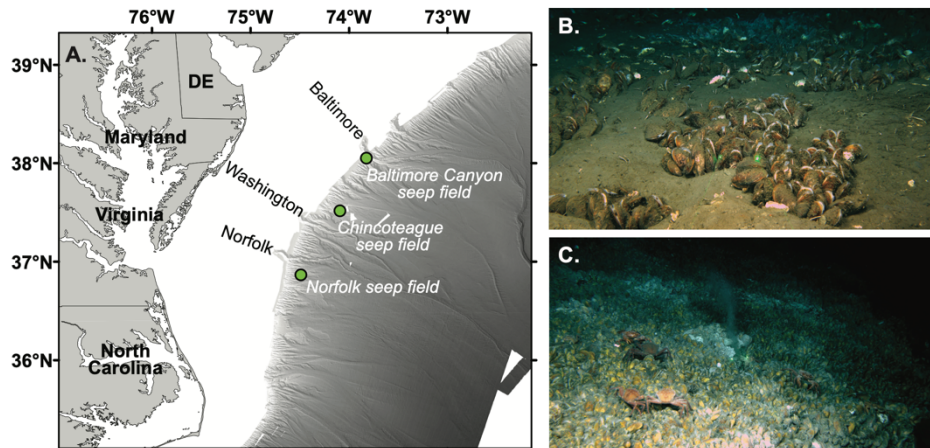 76°W 75°W 74°W 73°W
A.
39°N
DE
Maryland
Baltimore
38°N
Baltimore Canyon
seep field
Washington
Virginia
Chincoteague
seep field
Norfolk
37°N
Norfolk seep field
North
Carolina
36°N
B.
C.